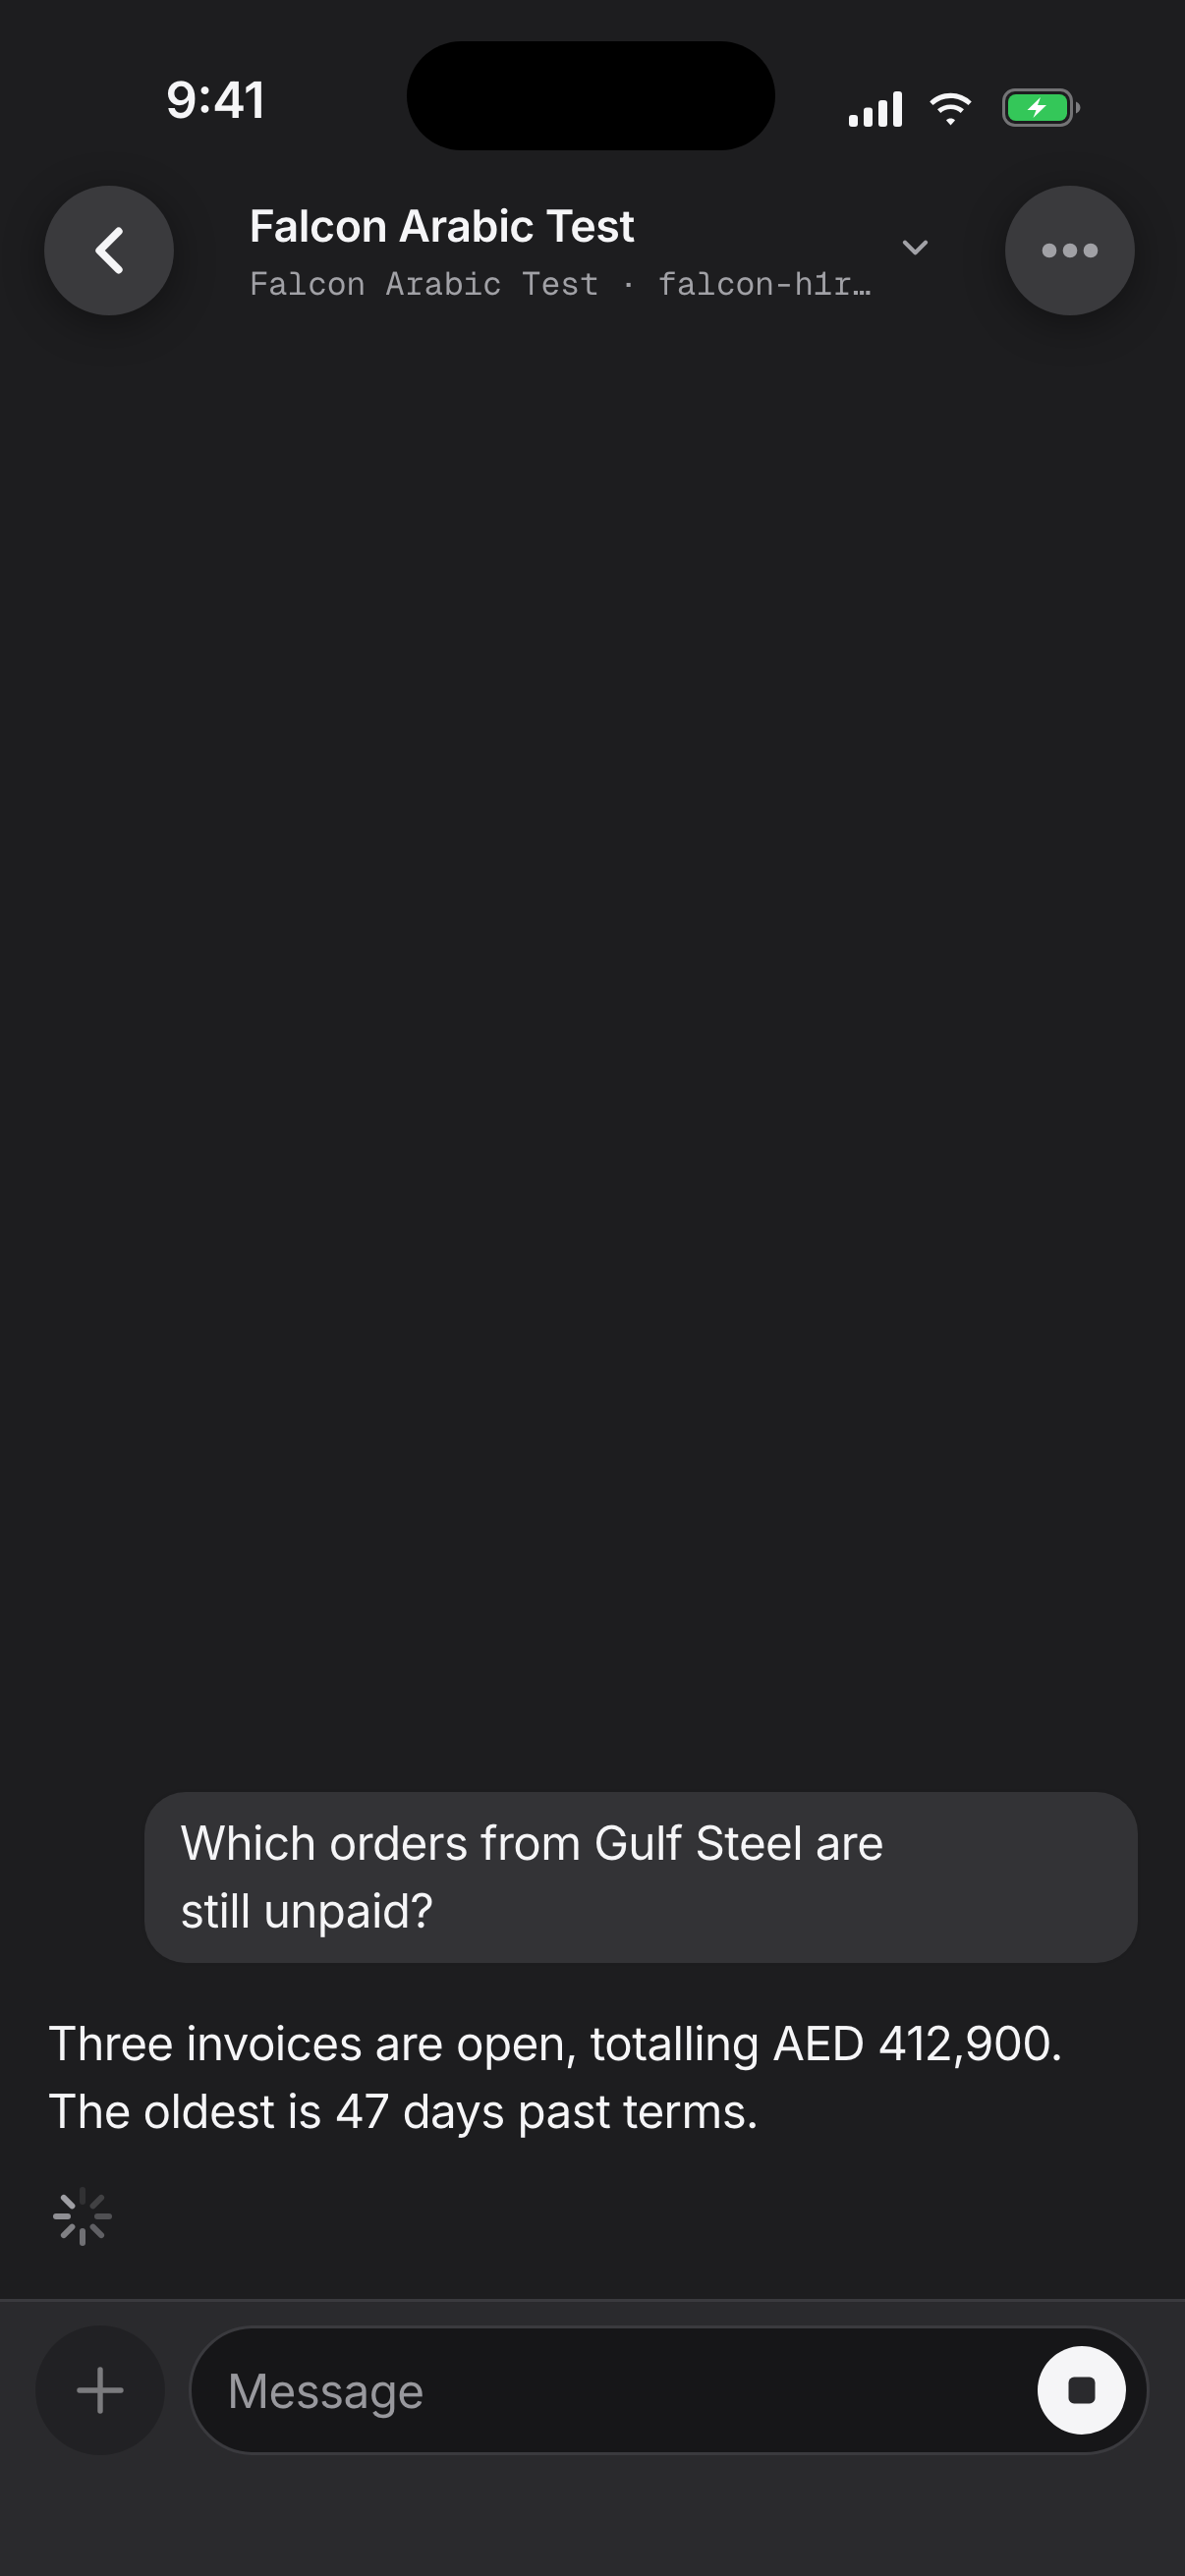 9:41
Falcon Arabic Test
Falcon Arabic Test · falcon-h1r…
Which orders from Gulf Steel are
still unpaid?
Three invoices are open, totalling AED 412,900.
The oldest is 47 days past terms.
Message